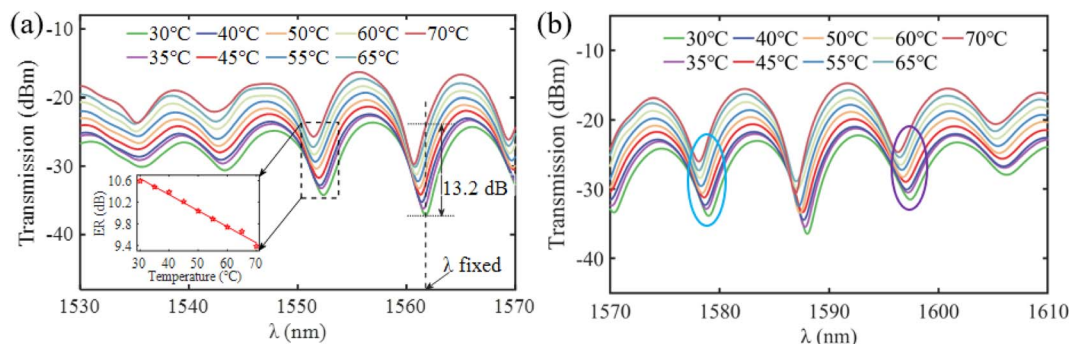 (a)
30°C 40°C 50°C 60°C 70°C
35°C 45°C 55°C 65°C
Transmission (dBm)
-10
-20
-30
-40
13.2 dB
λ fixed
ER (dB)
10.6
10.2
9.8
9.4
30 40 50 60 70
Temperature (°C)
1530 1540 1550 1560 1570
λ (nm)
(b)
30°C 40°C 50°C 60°C 70°C
35°C 45°C 55°C 65°C
Transmission (dBm)
-10
-20
-30
-40
1570 1580 1590 1600 1610
λ (nm)